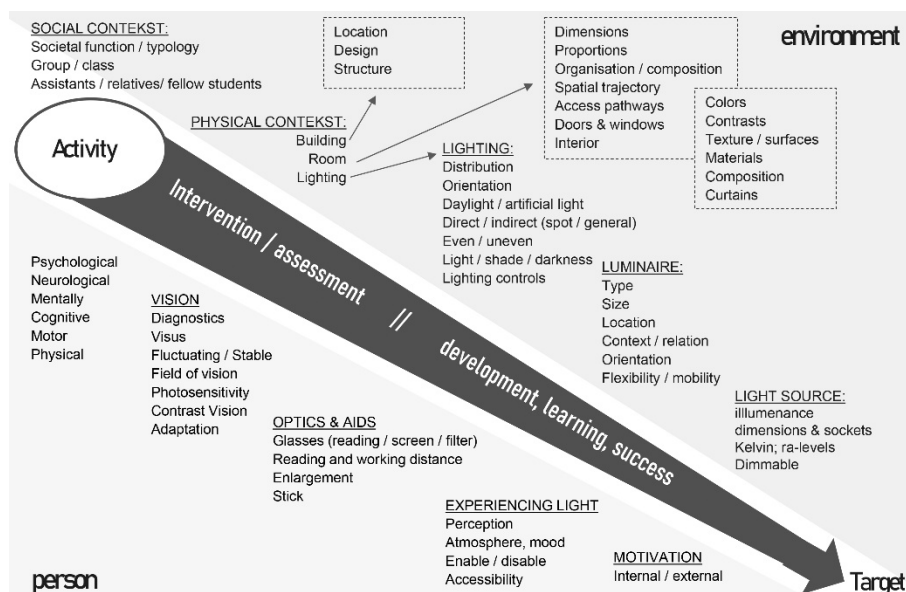 SOCIAL CONTEKST:
Societal function / typology
Group / class
Assistants / relatives/ fellow students
environment
Location
Design
Structure
Dimensions
Proportions
Organisation / composition
Spatial trajectory
Access pathways
Doors & windows
Interior
Colors
Contrasts
Texture / surfaces
Materials
Composition
Curtains
PHYSICAL CONTEKST:
Building
Room
Lighting
Activity
LIGHTING:
Distribution
Orientation
Daylight / artificial light
Direct / indirect (spot / general)
Even / uneven
Light / shade / darkness
Lighting controls
Intervention / assessment // development, learning, success
LUMINAIRE:
Type
Size
Location
Context / relation
Orientation
Flexibility / mobility
LIGHT SOURCE:
illlumenance
dimensions & sockets
Kelvin; ra-levels
Dimmable
Psychological
Neurological
Mentally
Cognitive
Motor
Physical
VISION
Diagnostics
Visus
Fluctuating / Stable
Field of vision
Photosensitivity
Contrast Vision
Adaptation
OPTICS & AIDS
Glasses (reading / screen / filter)
Reading and working distance
Enlargement
Stick
EXPERIENCING LIGHT
Perception
Atmosphere, mood
Enable / disable
Accessibility
MOTIVATION
Internal / external
person
Target